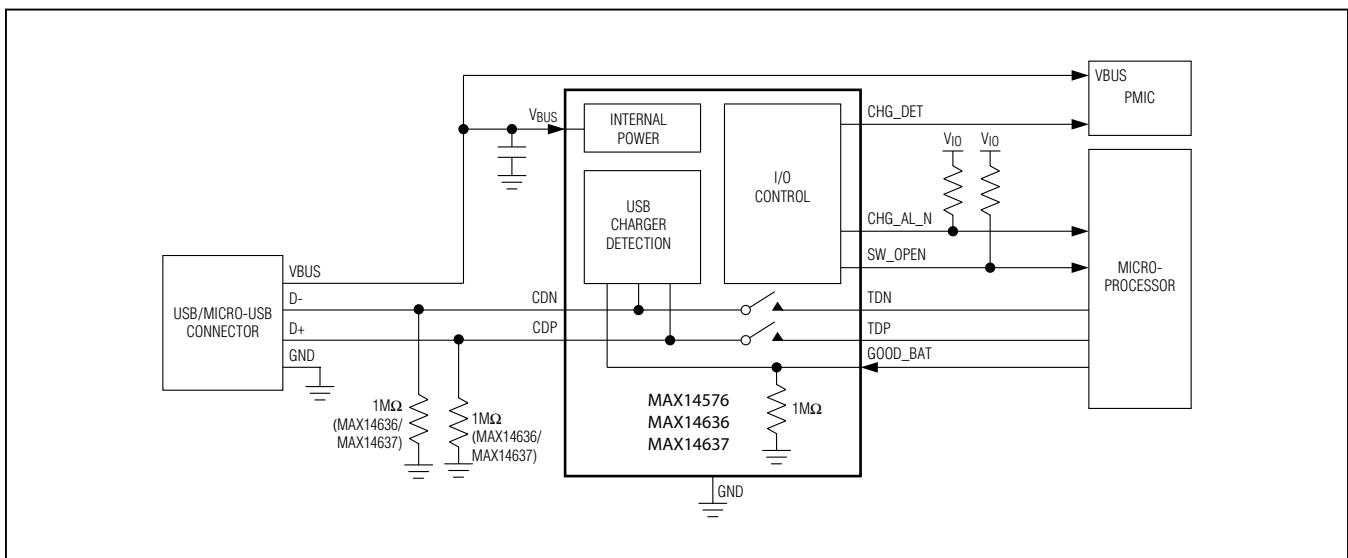 VBUS
PMIC
CHG_DET
VBUS
INTERNAL
POWER
I/O
CONTROL
VIO
VIO
USB
CHARGER
DETECTION
CHG_AL_N
SW_OPEN
MICRO-
PROCESSOR
USB/MICRO-USB
CONNECTOR
VBUS
D-
D+
GND
CDN
CDP
TDN
TDP
GOOD_BAT
1MΩ
(MAX14636/
MAX14637)
1MΩ
(MAX14636/
MAX14637)
MAX14576
MAX14636
MAX14637
1MΩ
GND